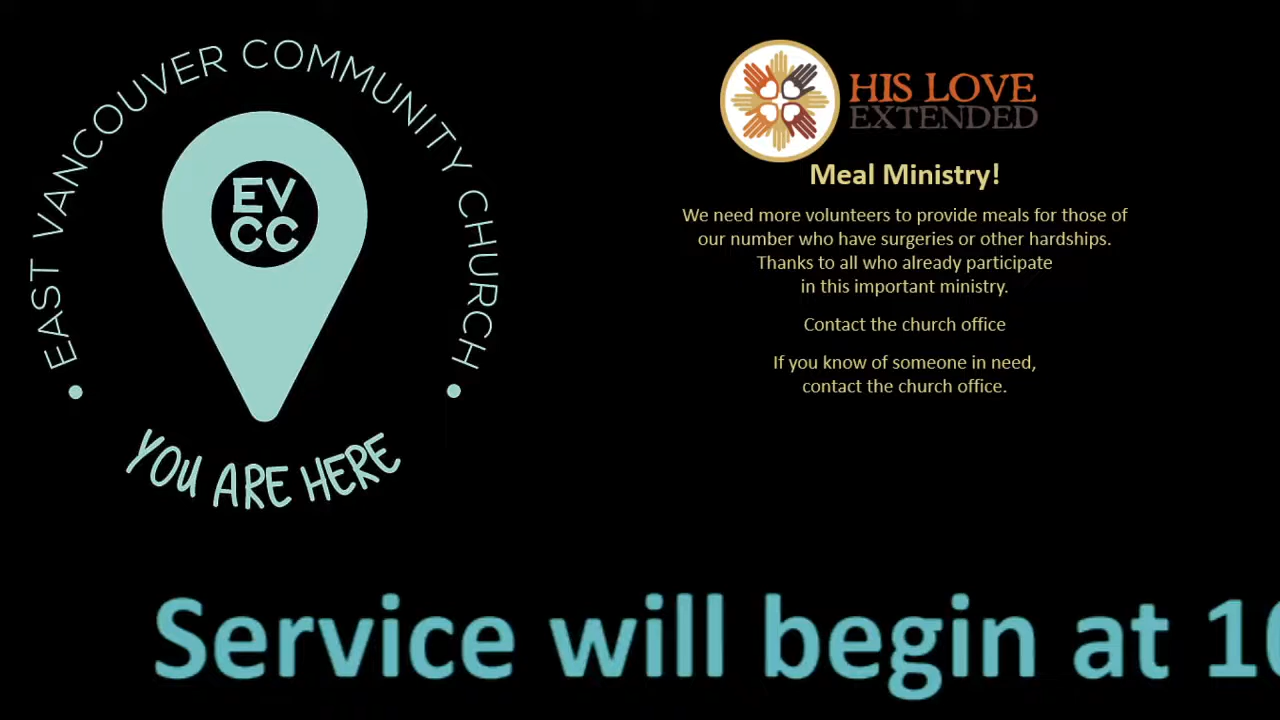 EAST VANCOUVER COMMUNITY CHURCH
EV
CC
YOU ARE HERE
HIS LOVE
EXTENDED
Meal Ministry!
We need more volunteers to provide meals for those of
our number who have surgeries or other hardships.
Thanks to all who already participate
in this important ministry.
Contact the church office
If you know of someone in need,
contact the church office.
Service will begin at 10